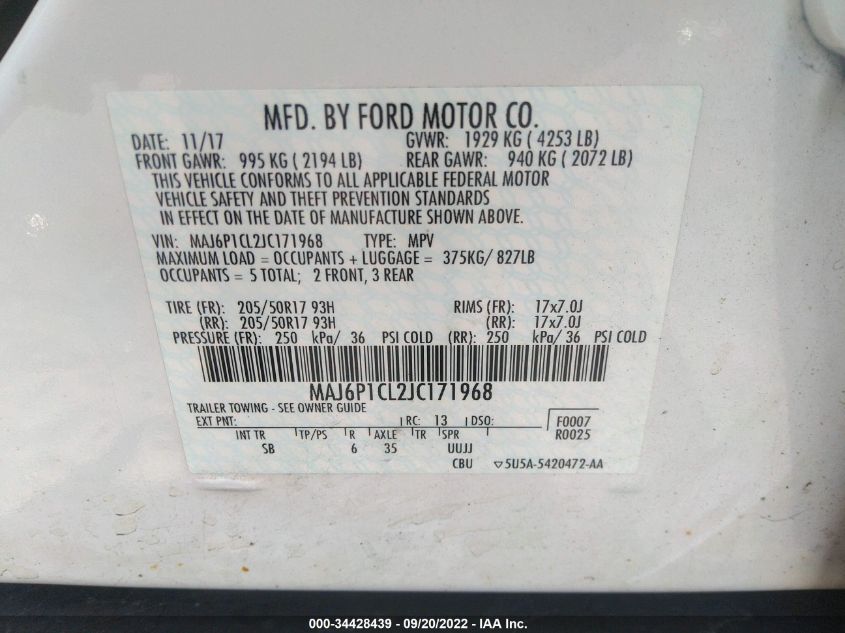 MFD. BY FORD MOTOR CO.
DATE: 11/17 GVWR: 1929 KG ( 4253 LB)
FRONT GAWR: 995 KG ( 2194 LB) REAR GAWR: 940 KG ( 2072 LB)
THIS VEHICLE CONFORMS TO ALL APPLICABLE FEDERAL MOTOR
VEHICLE SAFETY AND THEFT PREVENTION STANDARDS
IN EFFECT ON THE DATE OF MANUFACTURE SHOWN ABOVE.
VIN: MAJ6P1CL2JC171968 TYPE: MPV
MAXIMUM LOAD = OCCUPANTS + LUGGAGE = 375KG/ 827LB
OCCUPANTS = 5 TOTAL; 2 FRONT, 3 REAR
TIRE (FR): 205/50R17 93H RIMS (FR): 17x7.0J
(RR): 205/50R17 93H (RR): 17x7.0J
PRESSURE (FR): 250 kPa/ 36 PSI COLD (RR): 250 kPa/ 36 PSI COLD
MAJ6P1CL2JC171968
TRAILER TOWING - SEE OWNER GUIDE
EXT PNT: RC: 13 DSO: F0007
INT TR TP/PS R AXLE TR SPR R0025
SB 6 35 UUJJ
CBU 5U5A-5420472-AA
000-34428439 - 09/20/2022 - IAA Inc.